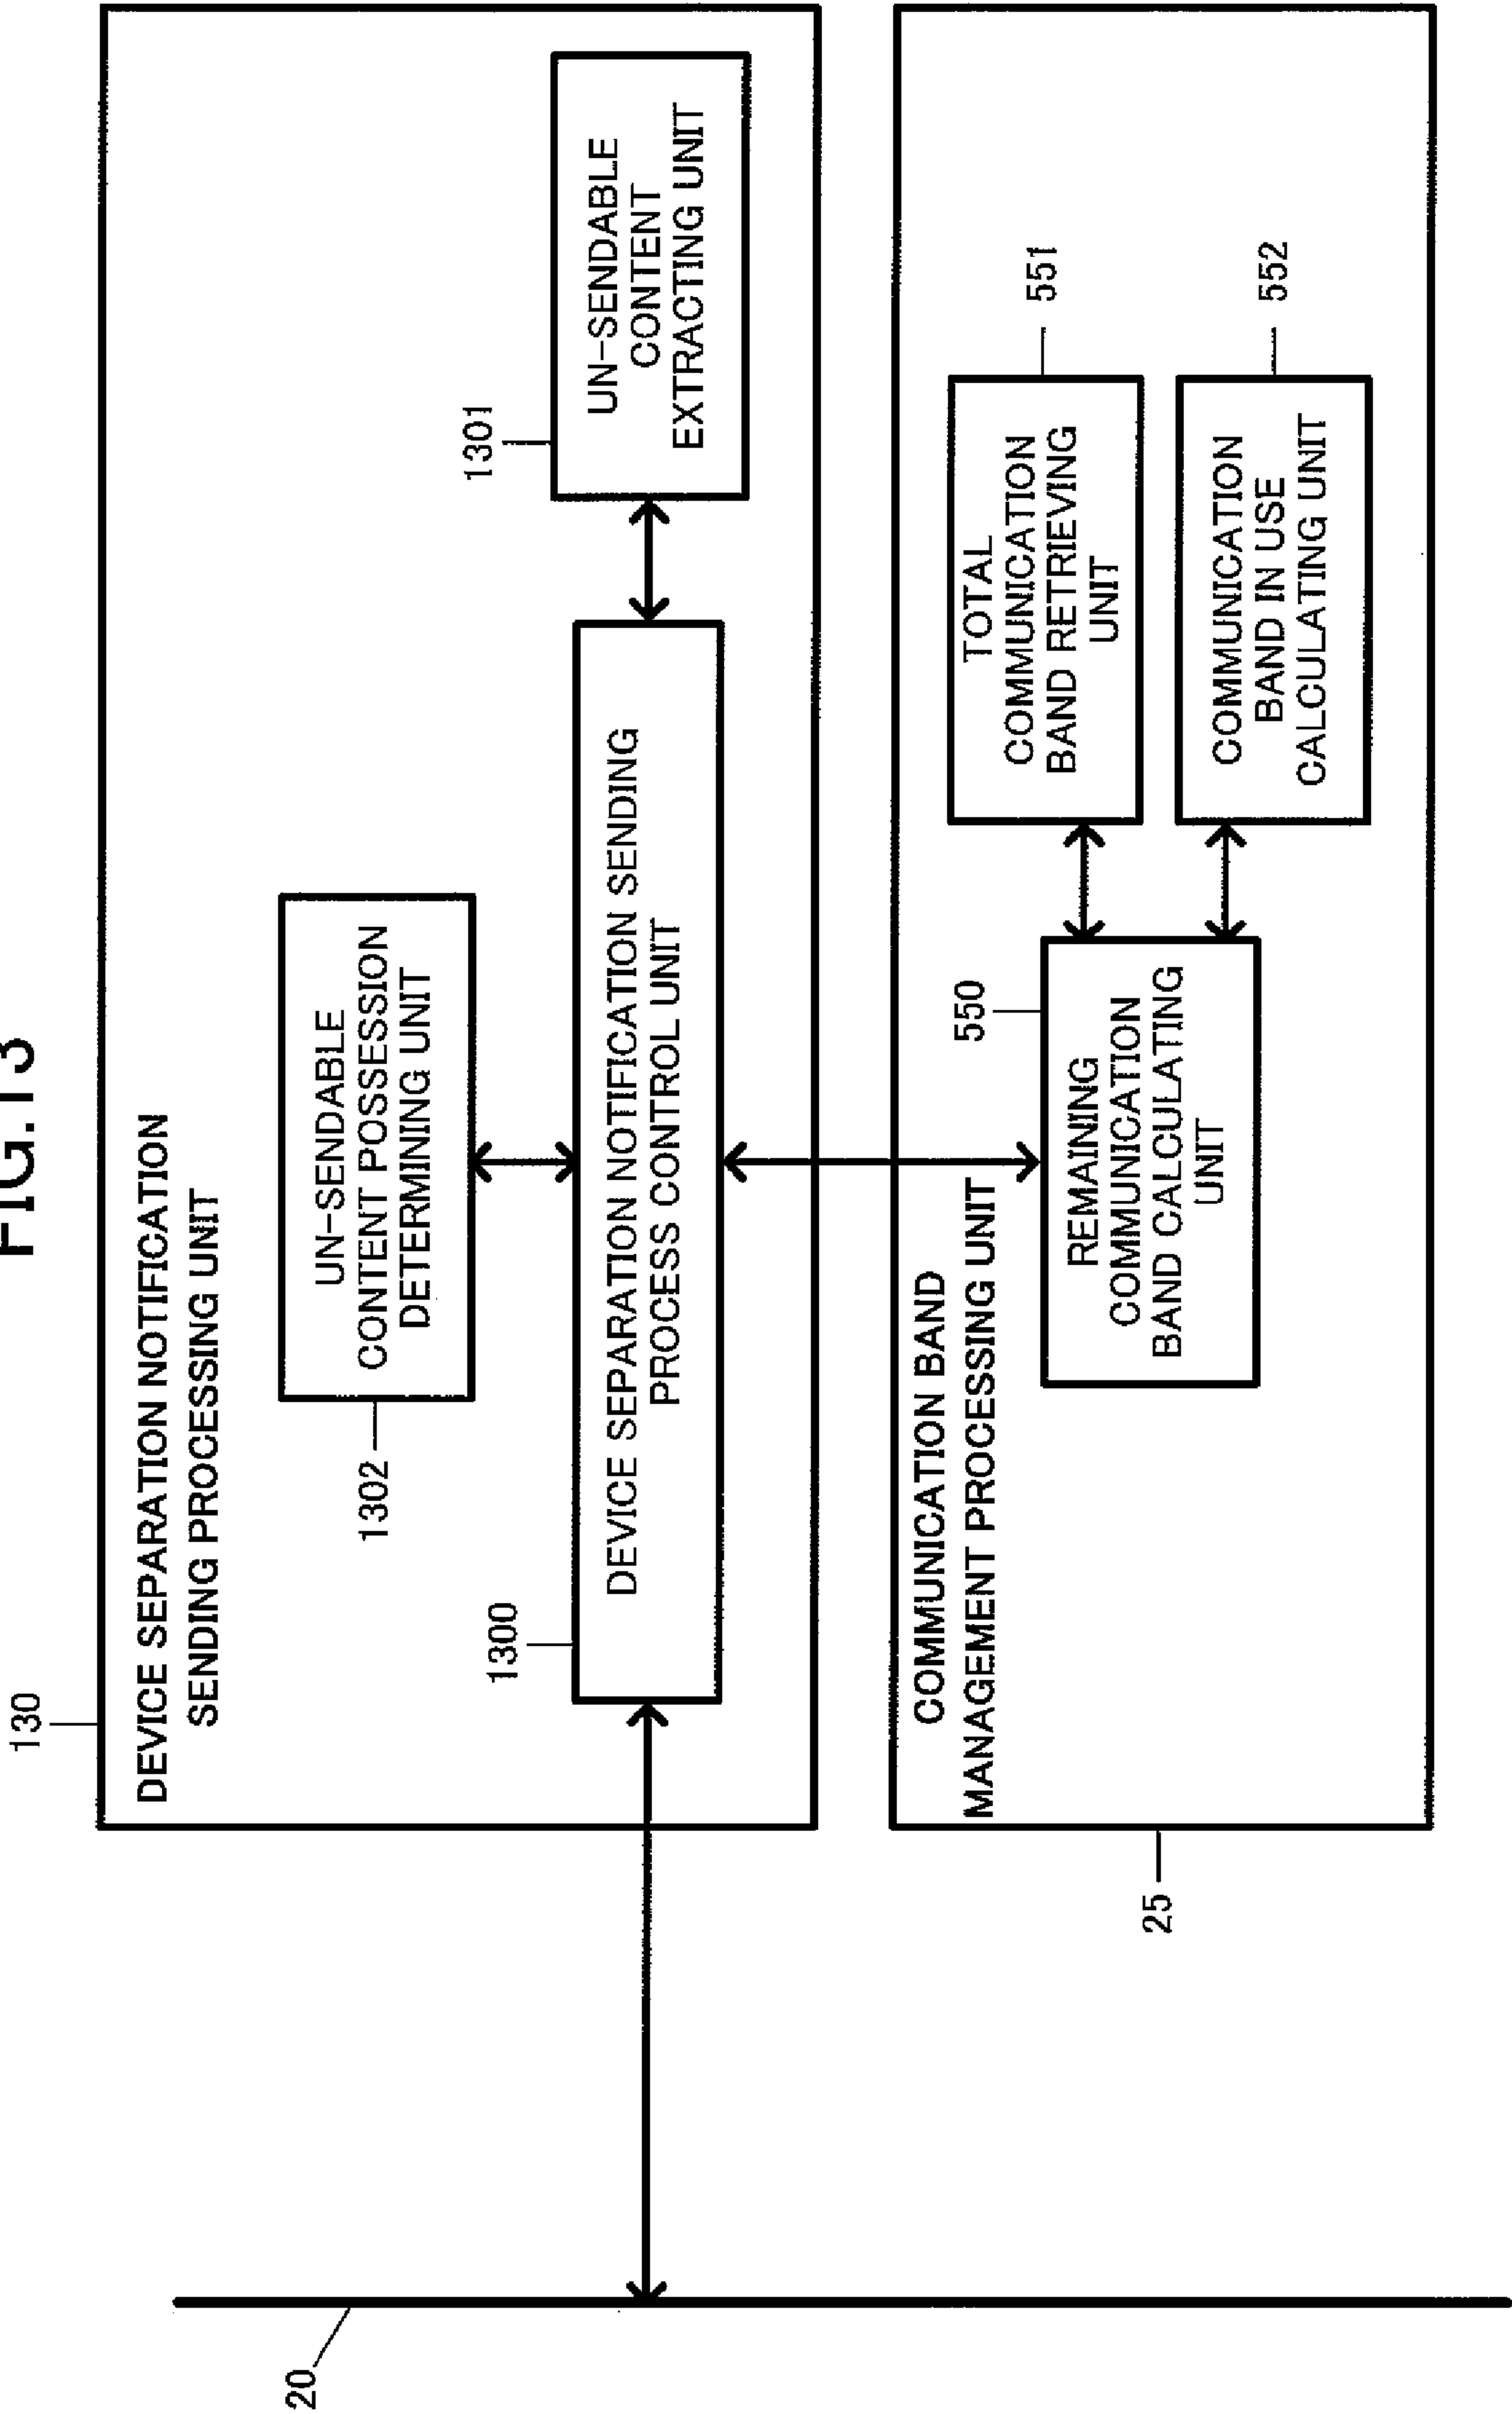 FIG.13
130
DEVICE SEPARATION NOTIFICATION
SENDING PROCESSING UNIT
1302
UN-SENDABLE
CONTENT POSSESSION
DETERMINING UNIT
1301
UN-SENDABLE
CONTENT
EXTRACTING UNIT
1300
DEVICE SEPARATION NOTIFICATION SENDING
PROCESS CONTROL UNIT
20
COMMUNICATION BAND
MANAGEMENT PROCESSING UNIT
550
REMAINING
COMMUNICATION
BAND CALCULATING
UNIT
TOTAL
COMMUNICATION
BAND RETRIEVING
UNIT
551
COMMUNICATION
BAND IN USE
CALCULATING UNIT
552
25